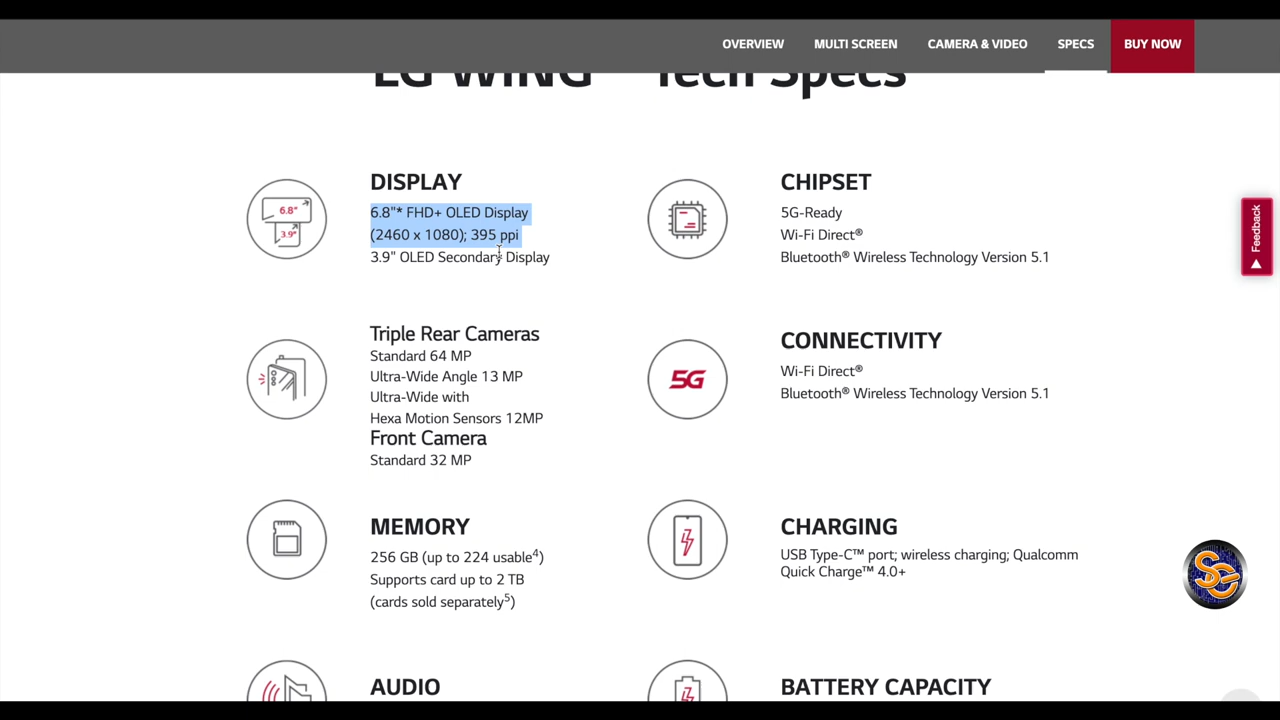 OVERVIEW
MULTI SCREEN
CAMERA & VIDEO
SPECS
BUY NOW
LG WING Tech Specs
6.8"
3.9"
DISPLAY
6.8"* FHD+ OLED Display
(2460 x 1080); 395 ppi
3.9" OLED Secondary Display
CHIPSET
5G-Ready
Wi-Fi Direct®
Bluetooth® Wireless Technology Version 5.1
Feedback
Triple Rear Cameras
Standard 64 MP
Ultra-Wide Angle 13 MP
Ultra-Wide with
Hexa Motion Sensors 12MP
Front Camera
Standard 32 MP
5G
CONNECTIVITY
Wi-Fi Direct®
Bluetooth® Wireless Technology Version 5.1
MEMORY
256 GB (up to 224 usable⁴)
Supports card up to 2 TB
(cards sold separately⁵)
CHARGING
USB Type-C™ port; wireless charging; Qualcomm
Quick Charge™ 4.0+
SC
AUDIO
BATTERY CAPACITY